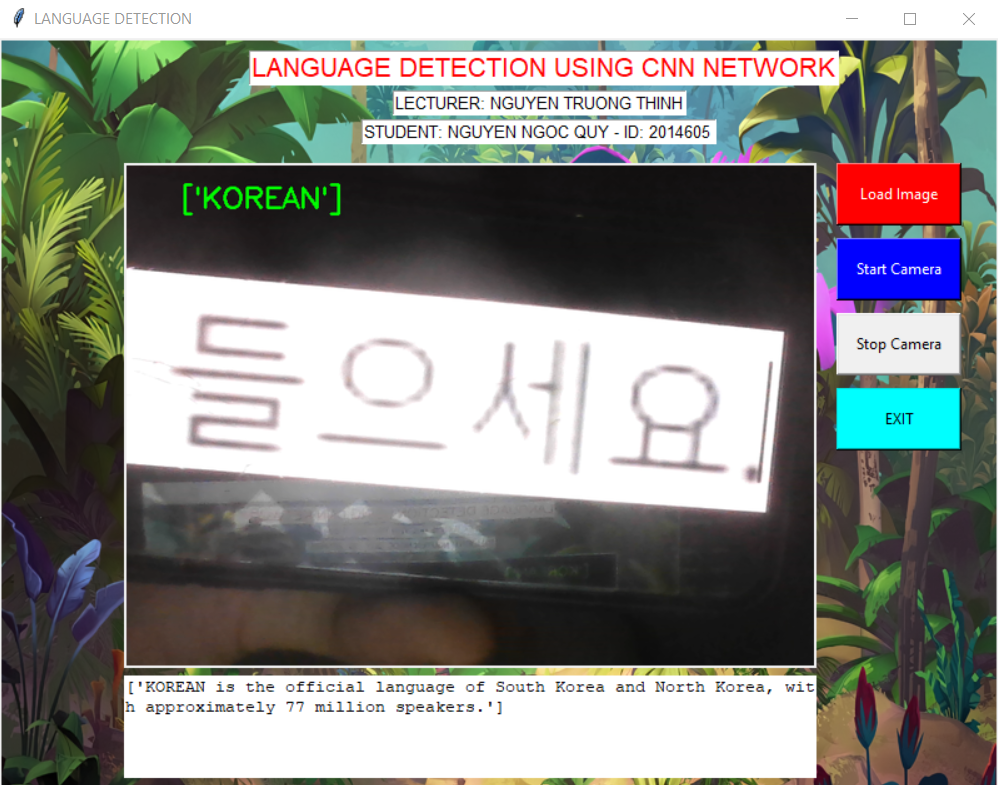 LANGUAGE DETECTION
LANGUAGE DETECTION USING CNN NETWORK
LECTURER: NGUYEN TRUONG THINH
STUDENT: NGUYEN NGOC QUY - ID: 2014605
['KOREAN']
들으세요.
Load Image
Start Camera
Stop Camera
EXIT
['KOREAN is the official language of South Korea and North Korea, wit
h approximately 77 million speakers.']